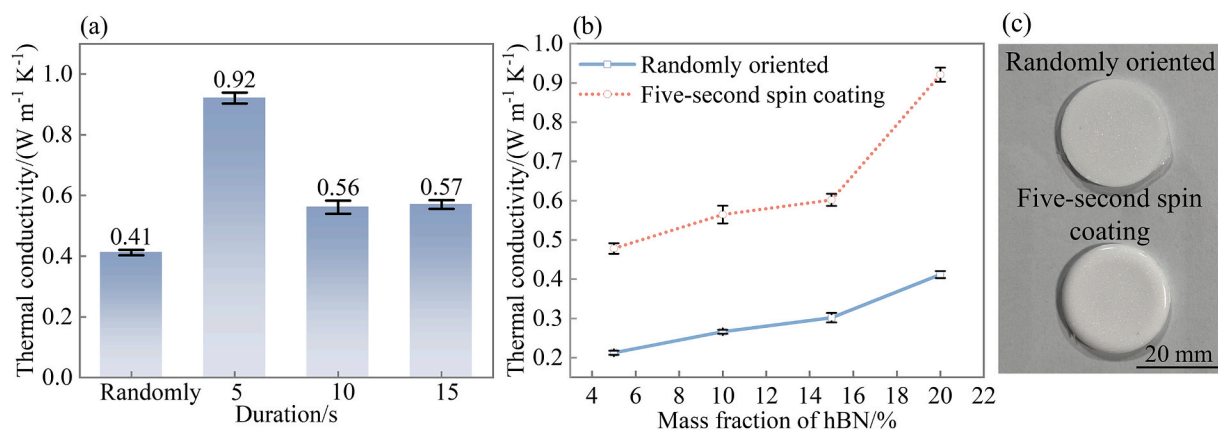 (a)
Thermal conductivity/(W m⁻¹ K⁻¹)
1.0
0.8
0.6
0.4
0.2
0.0
0.41
0.92
0.56
0.57
Randomly
5
10
15
Duration/s
(b)
Thermal conductivity/(W m⁻¹ K⁻¹)
1.0
0.9
0.8
0.7
0.6
0.5
0.4
0.3
0.2
Randomly oriented
Five-second spin coating
4 6 8 10 12 14 16 18 20 22
Mass fraction of hBN/%
(c)
Randomly oriented
Five-second spin
coating
20 mm